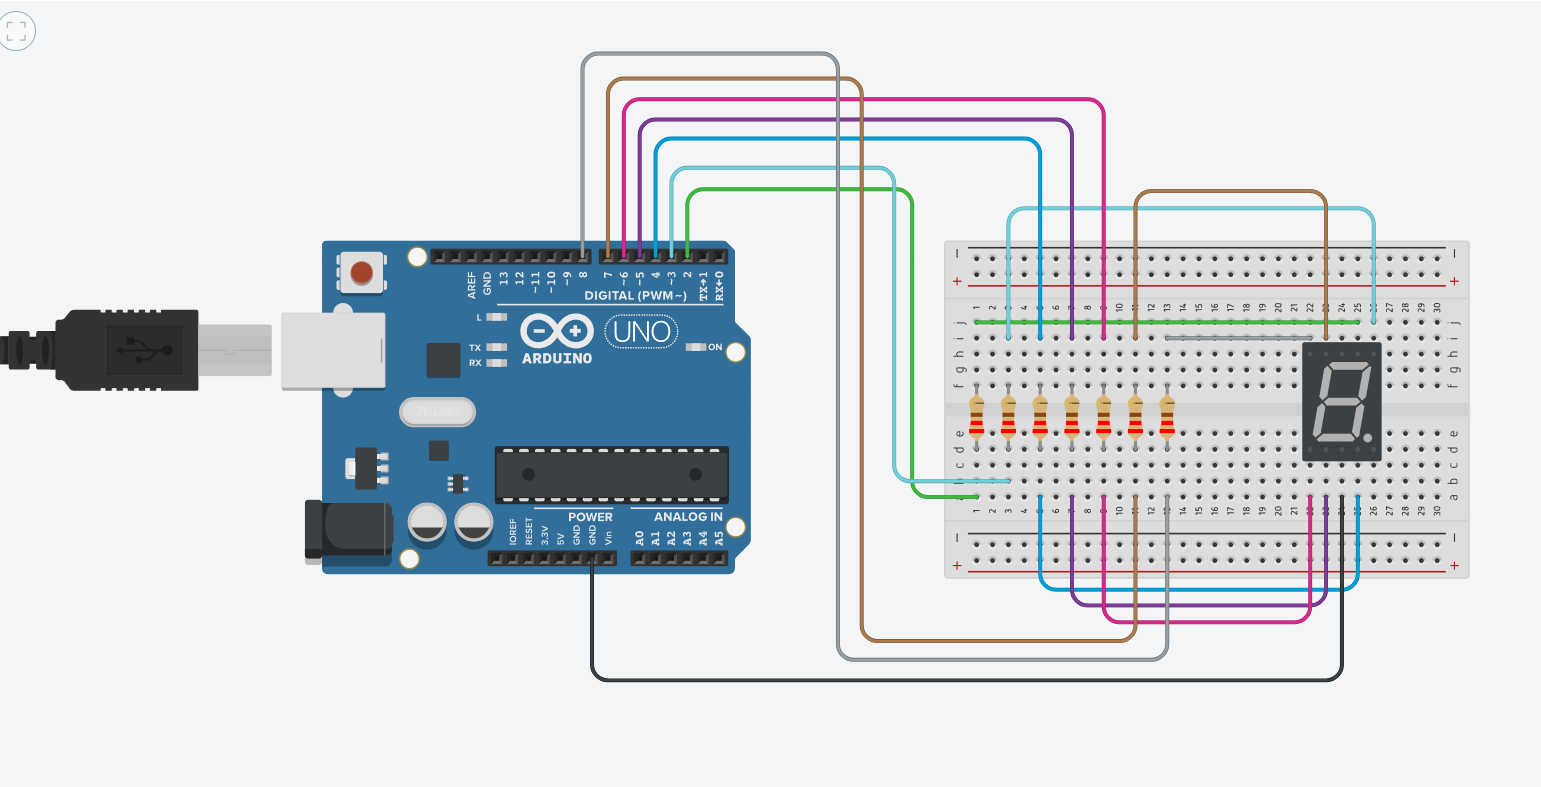 AREF
GND
13
12
~11
~10
~9
8
7
~6
~5
4
~3
2
TX→1
RX←0
DIGITAL (PWM~)
L
TX
RX
ARDUINO
UNO
ON
SPK16.000G
IOREF
RESET
3.3V
5V
GND
GND
Vin
POWER
ANALOG IN
A0
A1
A2
A3
A4
A5
- -
+ +
1 2 3 4 6 7 8 9 10 11 12 13 14 15 16 17 18 19 20 21 22 23 24 25 26 27 28 29 30
j j
i i
h h
g g
f f
e e
d d
c c
b b
a a
1 2 3 4 5 6 7 8 9 10 11 12 13 14 15 16 17 18 19 20 21 22 23 24 25 26 27 28 29 30
- -
+ +